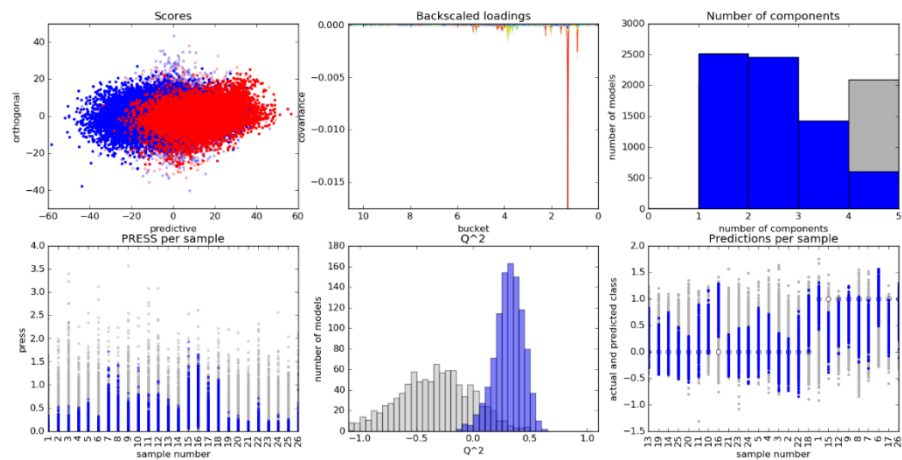 Scores
Backscaled loadings
Number of components
60
40
20
0
−20
−40
−60
−60 −40 −20 0 20 40 60
orthogonal
predictive
0.000
−0.005
−0.010
−0.015
10 8 6 4 2 0
covariance
bucket
3000
2500
2000
1500
1000
500
0
0 1 2 3 4 5
number of models
number of components
PRESS per sample
Q^2
Predictions per sample
4.0
3.5
3.0
2.5
2.0
1.5
1.0
0.5
0.0
1 2 3 4 5 6 7 8 9 10 11 12 13 14 15 16 17 18 19 20 21 22 23 24 25 26
press
sample number
180
160
140
120
100
80
60
40
20
0
−1.0 −0.5 0.0 0.5 1.0
number of models
Q^2
2.0
1.5
1.0
0.5
0.0
−0.5
−1.0
−1.5
13 19 14 25 20 11 10 16 21 23 24 5 4 3 2 22 18 1 15 12 9 8 7 6 17 26
actual and predicted class
sample number